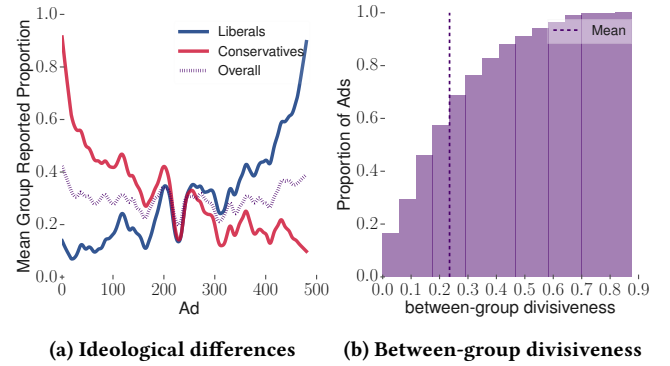 Mean Group Reported Proportion
1.0
0.8
0.6
0.4
0.2
0.0
0
100
200
300
400
500
Ad
Liberals
Conservatives
Overall
(a) Ideological differences
Proportion of Ads
1.0
0.8
0.6
0.4
0.2
0.0
0.0
0.1
0.2
0.3
0.4
0.5
0.6
0.7
0.8
0.9
between-group divisiveness
Mean
(b) Between-group divisiveness